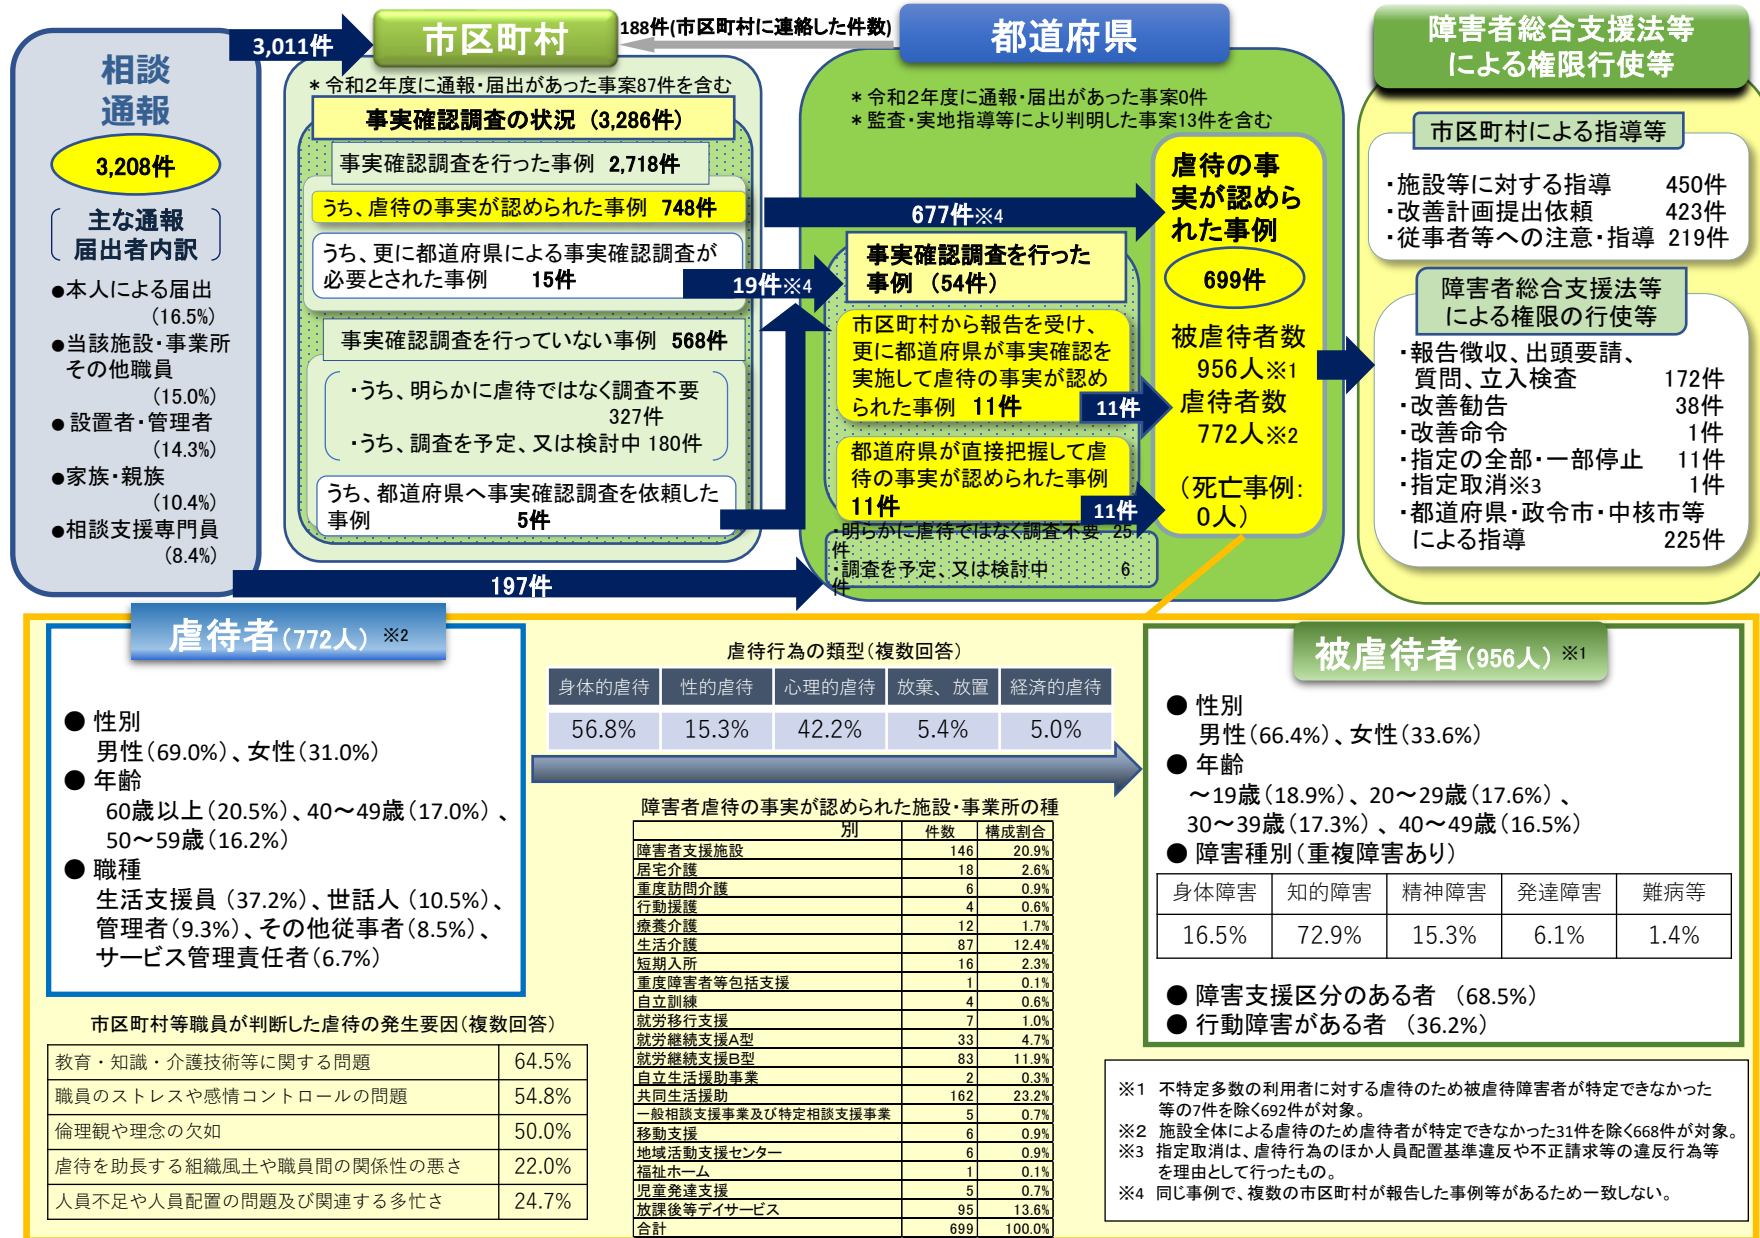 相談
通報
3,208件
主な通報
届出者内訳
●本人による届出
(16.5%)
●当該施設・事業所
その他職員
(15.0%)
●設置者・管理者
(14.3%)
●家族・親族
(10.4%)
●相談支援専門員
(8.4%)
3,011件
197件
市区町村
188件(市区町村に連絡した件数)
＊令和2年度に通報・届出があった事案87件を含む
事実確認調査の状況（3,286件）
事実確認調査を行った事例 2,718件
うち、虐待の事実が認められた事例 748件
うち、更に都道府県による事実確認調査が
必要とされた事例 15件
事実確認調査を行っていない事例 568件
・うち、明らかに虐待ではなく調査不要
327件
・うち、調査を予定、又は検討中 180件
うち、都道府県へ事実確認調査を依頼した
事例 5件
都道府県
＊令和2年度に通報・届出があった事案0件
＊監査・実地指導等により判明した事案13件を含む
677件※4
19件※4
事実確認調査を行った
事例（54件）
市区町村から報告を受け、
更に都道府県が事実確認を
実施して虐待の事実が認め
られた事例 11件
11件
都道府県が直接把握して虐
待の事実が認められた事例
11件
11件
・明らかに虐待ではなく調査不要 25
件
・調査を予定、又は検討中 6
件
虐待の事
実が認めら
れた事例
699件
被虐待者数
956人※1
虐待者数
772人※2
（死亡事例：
0人）
障害者総合支援法等
による権限行使等
市区町村による指導等
・施設等に対する指導 450件
・改善計画提出依頼 423件
・従事者等への注意・指導 219件
障害者総合支援法等
による権限の行使等
・報告徴収、出頭要請、
質問、立入検査 172件
・改善勧告 38件
・改善命令 1件
・指定の全部・一部停止 11件
・指定取消※3 1件
・都道府県・政令市・中核市等
による指導 225件
虐待者(772人) ※2
● 性別
男性(69.0%)、女性(31.0%)
● 年齢
60歳以上(20.5%)、40～49歳(17.0%)、
50～59歳(16.2%)
● 職種
生活支援員 (37.2%)、世話人 (10.5%)、
管理者(9.3%)、その他従事者(8.5%)、
サービス管理責任者(6.7%)
市区町村等職員が判断した虐待の発生要因(複数回答)
教育・知識・介護技術等に関する問題 64.5%
職員のストレスや感情コントロールの問題 54.8%
倫理観や理念の欠如 50.0%
虐待を助長する組織風土や職員間の関係性の悪さ 22.0%
人員不足や人員配置の問題及び関連する多忙さ 24.7%
虐待行為の類型(複数回答)
身体的虐待 性的虐待 心理的虐待 放棄、放置 経済的虐待
56.8% 15.3% 42.2% 5.4% 5.0%
障害者虐待の事実が認められた施設・事業所の種
別 件数 構成割合
障害者支援施設 146 20.9%
居宅介護 18 2.6%
重度訪問介護 6 0.9%
行動援護 4 0.6%
療養介護 12 1.7%
生活介護 87 12.4%
短期入所 16 2.3%
重度障害者等包括支援 1 0.1%
自立訓練 4 0.6%
就労移行支援 7 1.0%
就労継続支援A型 33 4.7%
就労継続支援B型 83 11.9%
自立生活援助事業 2 0.3%
共同生活援助 162 23.2%
一般相談支援事業及び特定相談支援事業 5 0.7%
移動支援 6 0.9%
地域活動支援センター 6 0.9%
福祉ホーム 1 0.1%
児童発達支援 5 0.7%
放課後等デイサービス 95 13.6%
合計 699 100.0%
被虐待者(956人) ※1
● 性別
男性(66.4%)、女性(33.6%)
● 年齢
～19歳(18.9%)、20～29歳(17.6%)、
30～39歳(17.3%)、40～49歳(16.5%)
● 障害種別(重複障害あり)
身体障害 知的障害 精神障害 発達障害 難病等
16.5% 72.9% 15.3% 6.1% 1.4%
● 障害支援区分のある者 (68.5%)
● 行動障害がある者 (36.2%)
※1 不特定多数の利用者に対する虐待のため被虐待障害者が特定できなかった
等の7件を除く692件が対象。
※2 施設全体による虐待のため虐待者が特定できなかった31件を除く668件が対象。
※3 指定取消は、虐待行為のほか人員配置基準違反や不正請求等の違反行為等
を理由として行ったもの。
※4 同じ事例で、複数の市区町村が報告した事例等があるため一致しない。